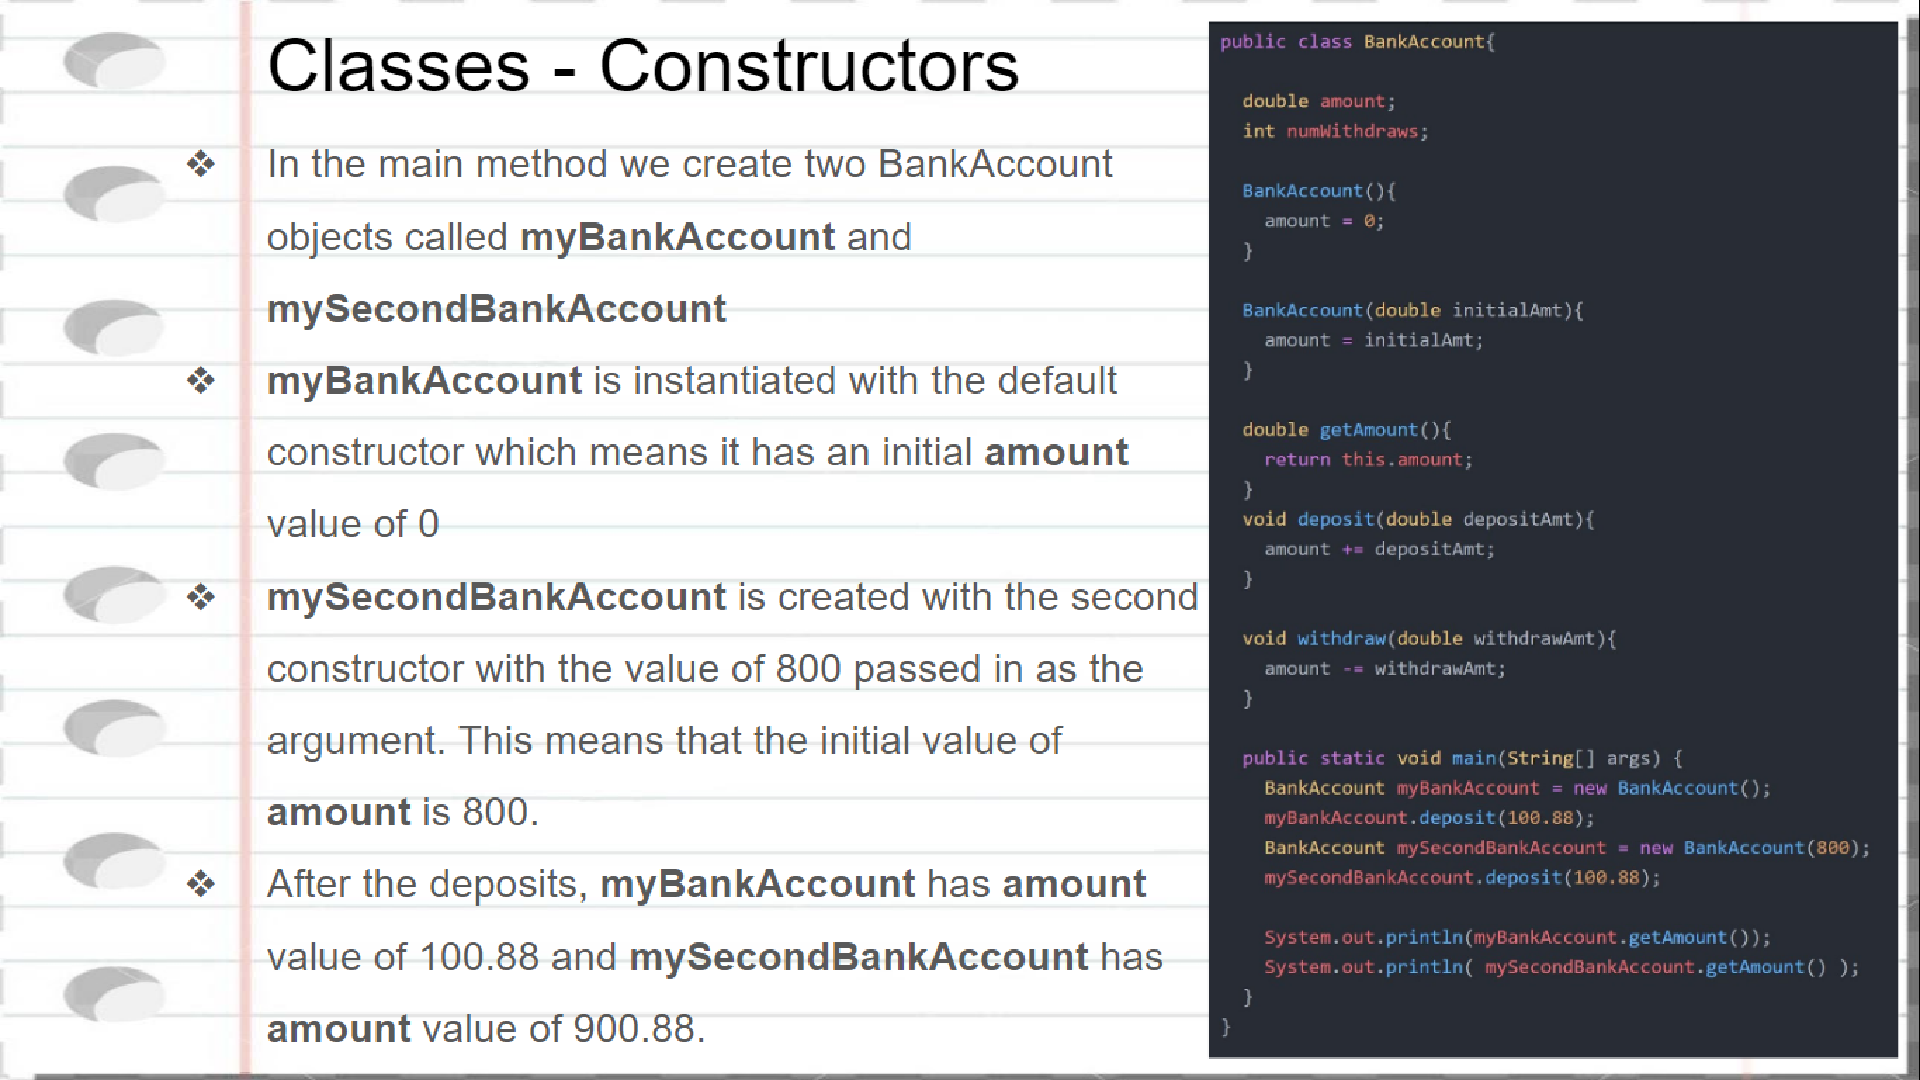 Classes - Constructors
❖ In the main method we create two BankAccount
objects called myBankAccount and
mySecondBankAccount
❖ myBankAccount is instantiated with the default
constructor which means it has an initial amount
value of 0
❖ mySecondBankAccount is created with the second
constructor with the value of 800 passed in as the
argument. This means that the initial value of
amount is 800.
❖ After the deposits, myBankAccount has amount
value of 100.88 and mySecondBankAccount has
amount value of 900.88.
public class BankAccount{
double amount;
int numWithdraws;
BankAccount(){
amount = 0;
}
BankAccount(double initialAmt){
amount = initialAmt;
}
double getAmount(){
return this.amount;
}
void deposit(double depositAmt){
amount += depositAmt;
}
void withdraw(double withdrawAmt){
amount -= withdrawAmt;
}
public static void main(String[] args) {
BankAccount myBankAccount = new BankAccount();
myBankAccount.deposit(100.88);
BankAccount mySecondBankAccount = new BankAccount(800);
mySecondBankAccount.deposit(100.88);
System.out.println(myBankAccount.getAmount());
System.out.println( mySecondBankAccount.getAmount() );
}
}